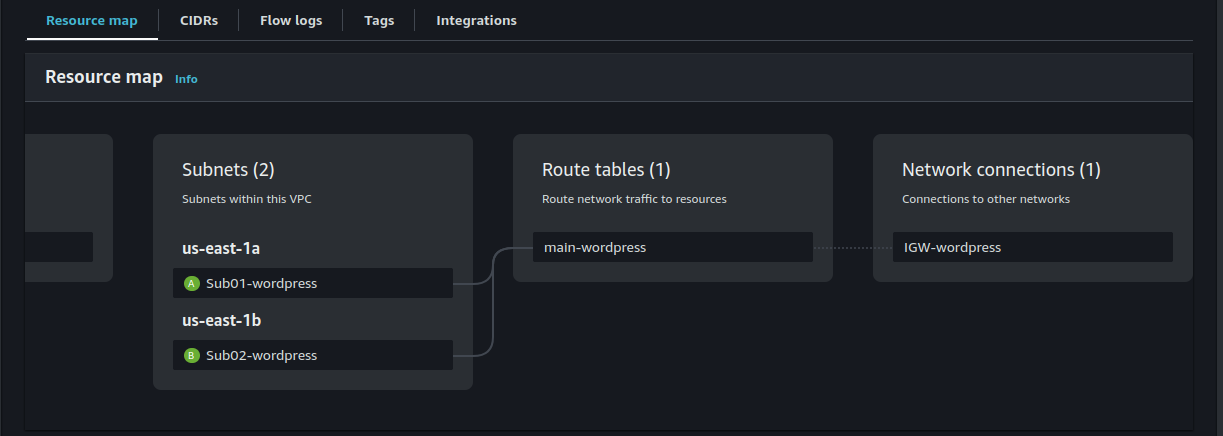 Resource map
CIDRs
Flow logs
Tags
Integrations
Resource map Info
Subnets (2)
Subnets within this VPC
us-east-1a
A Sub01-wordpress
us-east-1b
B Sub02-wordpress
Route tables (1)
Route network traffic to resources
main-wordpress
Network connections (1)
Connections to other networks
IGW-wordpress